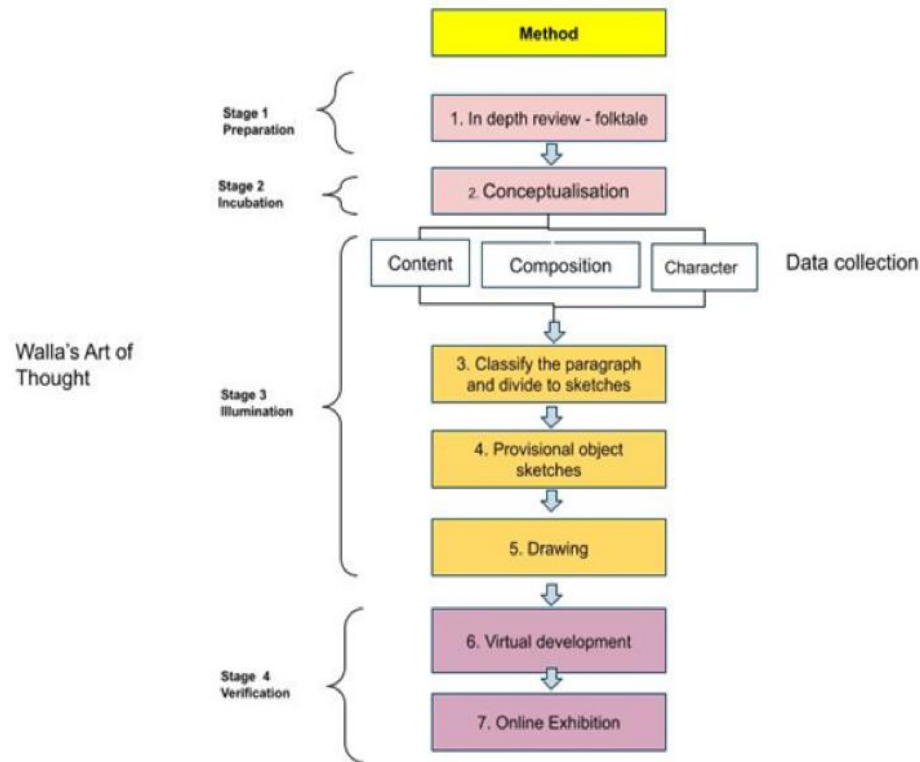 Method
Stage 1
Preparation
1. In depth review - folktale
Stage 2
Incubation
2. Conceptualisation
Content
Composition
Character
Data collection
Walla's Art of
Thought
Stage 3
Illumination
3. Classify the paragraph
and divide to sketches
4. Provisional object
sketches
5. Drawing
Stage 4
Verification
6. Virtual development
7. Online Exhibition